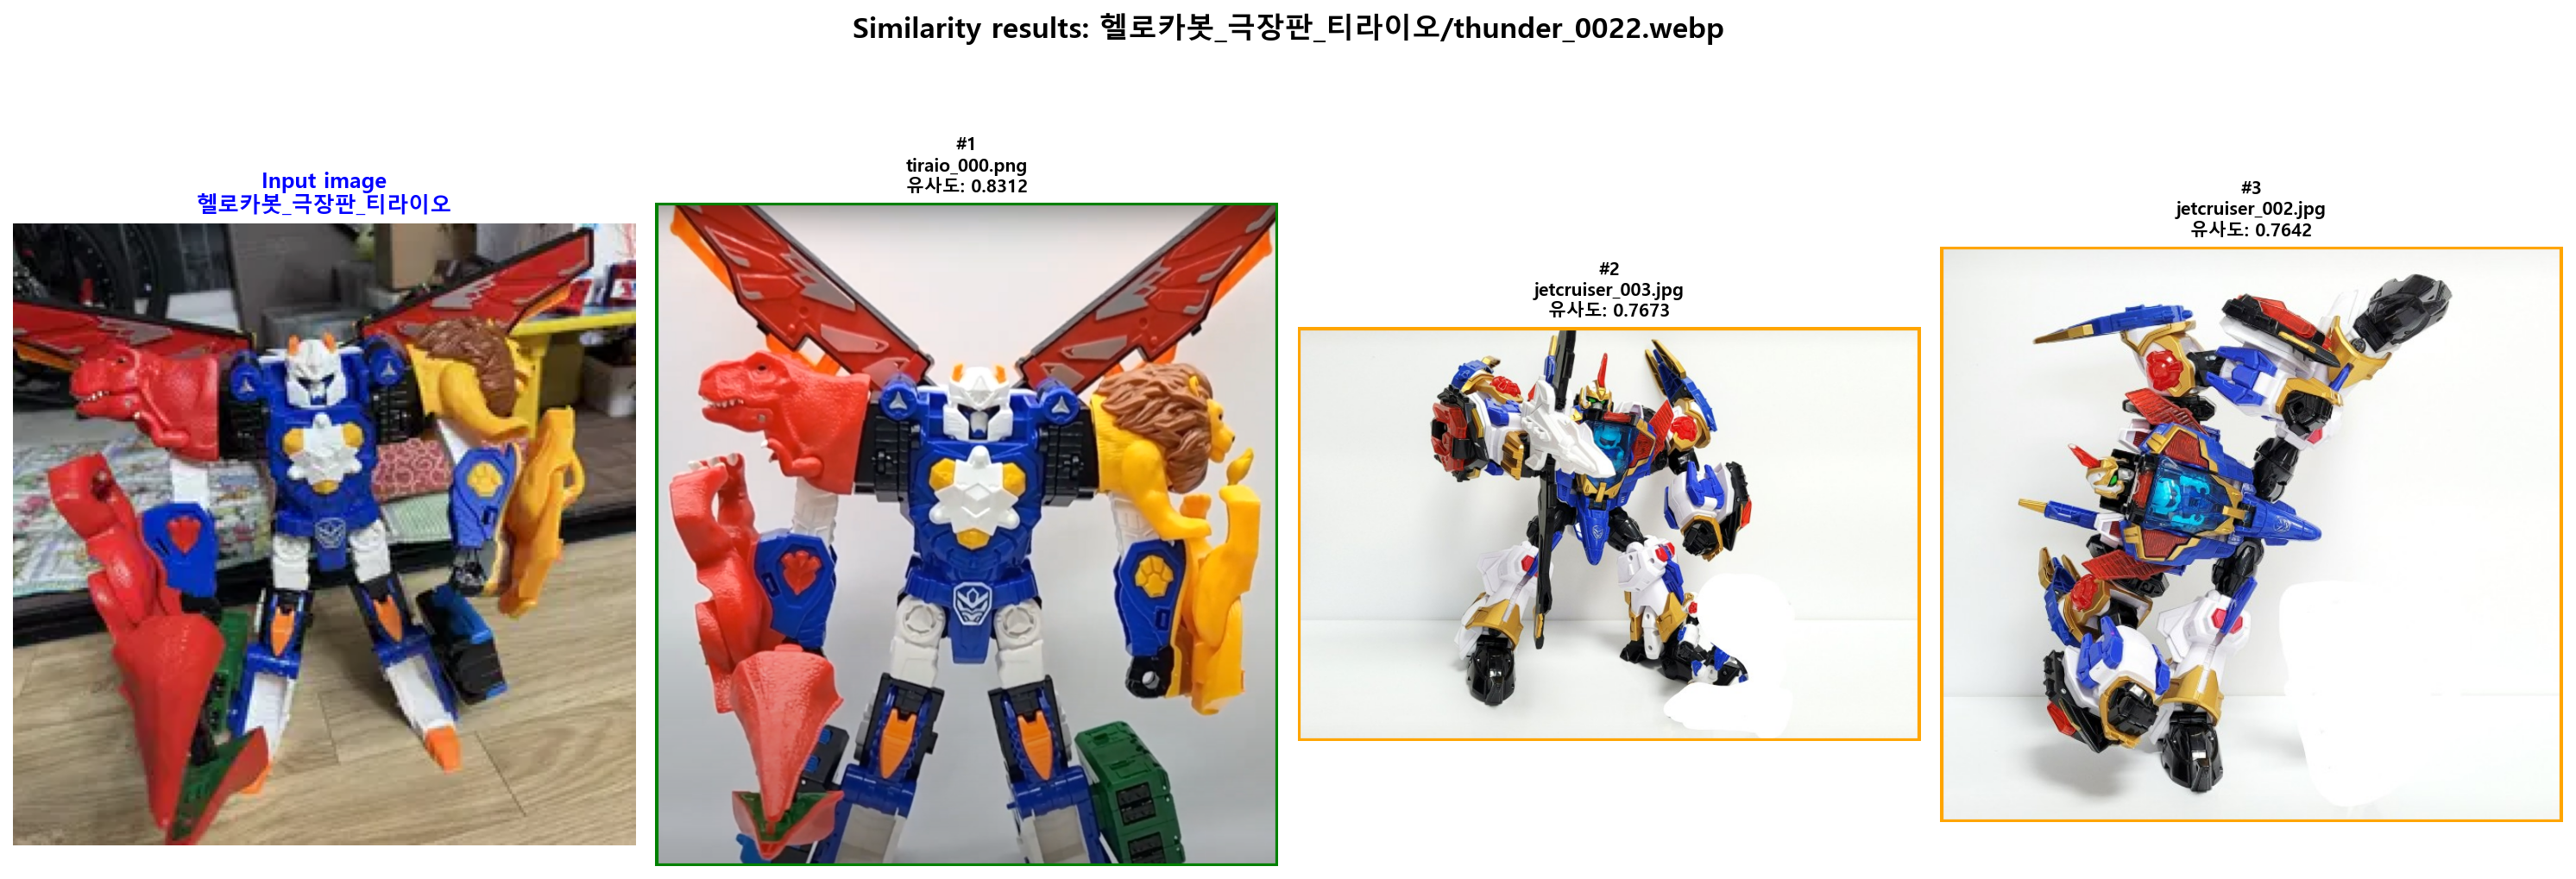 Similarity results: 헬로카봇_극장판_티라이오/thunder_0022.webp
Input image
헬로카봇_극장판_티라이오
#1
tiraio_000.png
유사도: 0.8312
#2
jetcruiser_003.jpg
유사도: 0.7673
#3
jetcruiser_002.jpg
유사도: 0.7642